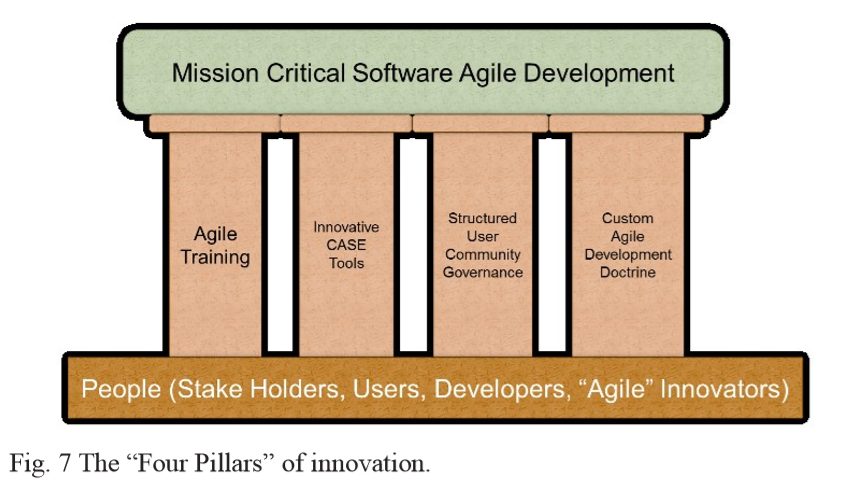 Mission Critical Software Agile Development
Agile
Training
Innovative
CASE
Tools
Structured
User
Community
Governance
Custom
Agile
Development
Doctrine
People (Stake Holders, Users, Developers, “Agile” Innovators)
Fig. 7 The “Four Pillars” of innovation.